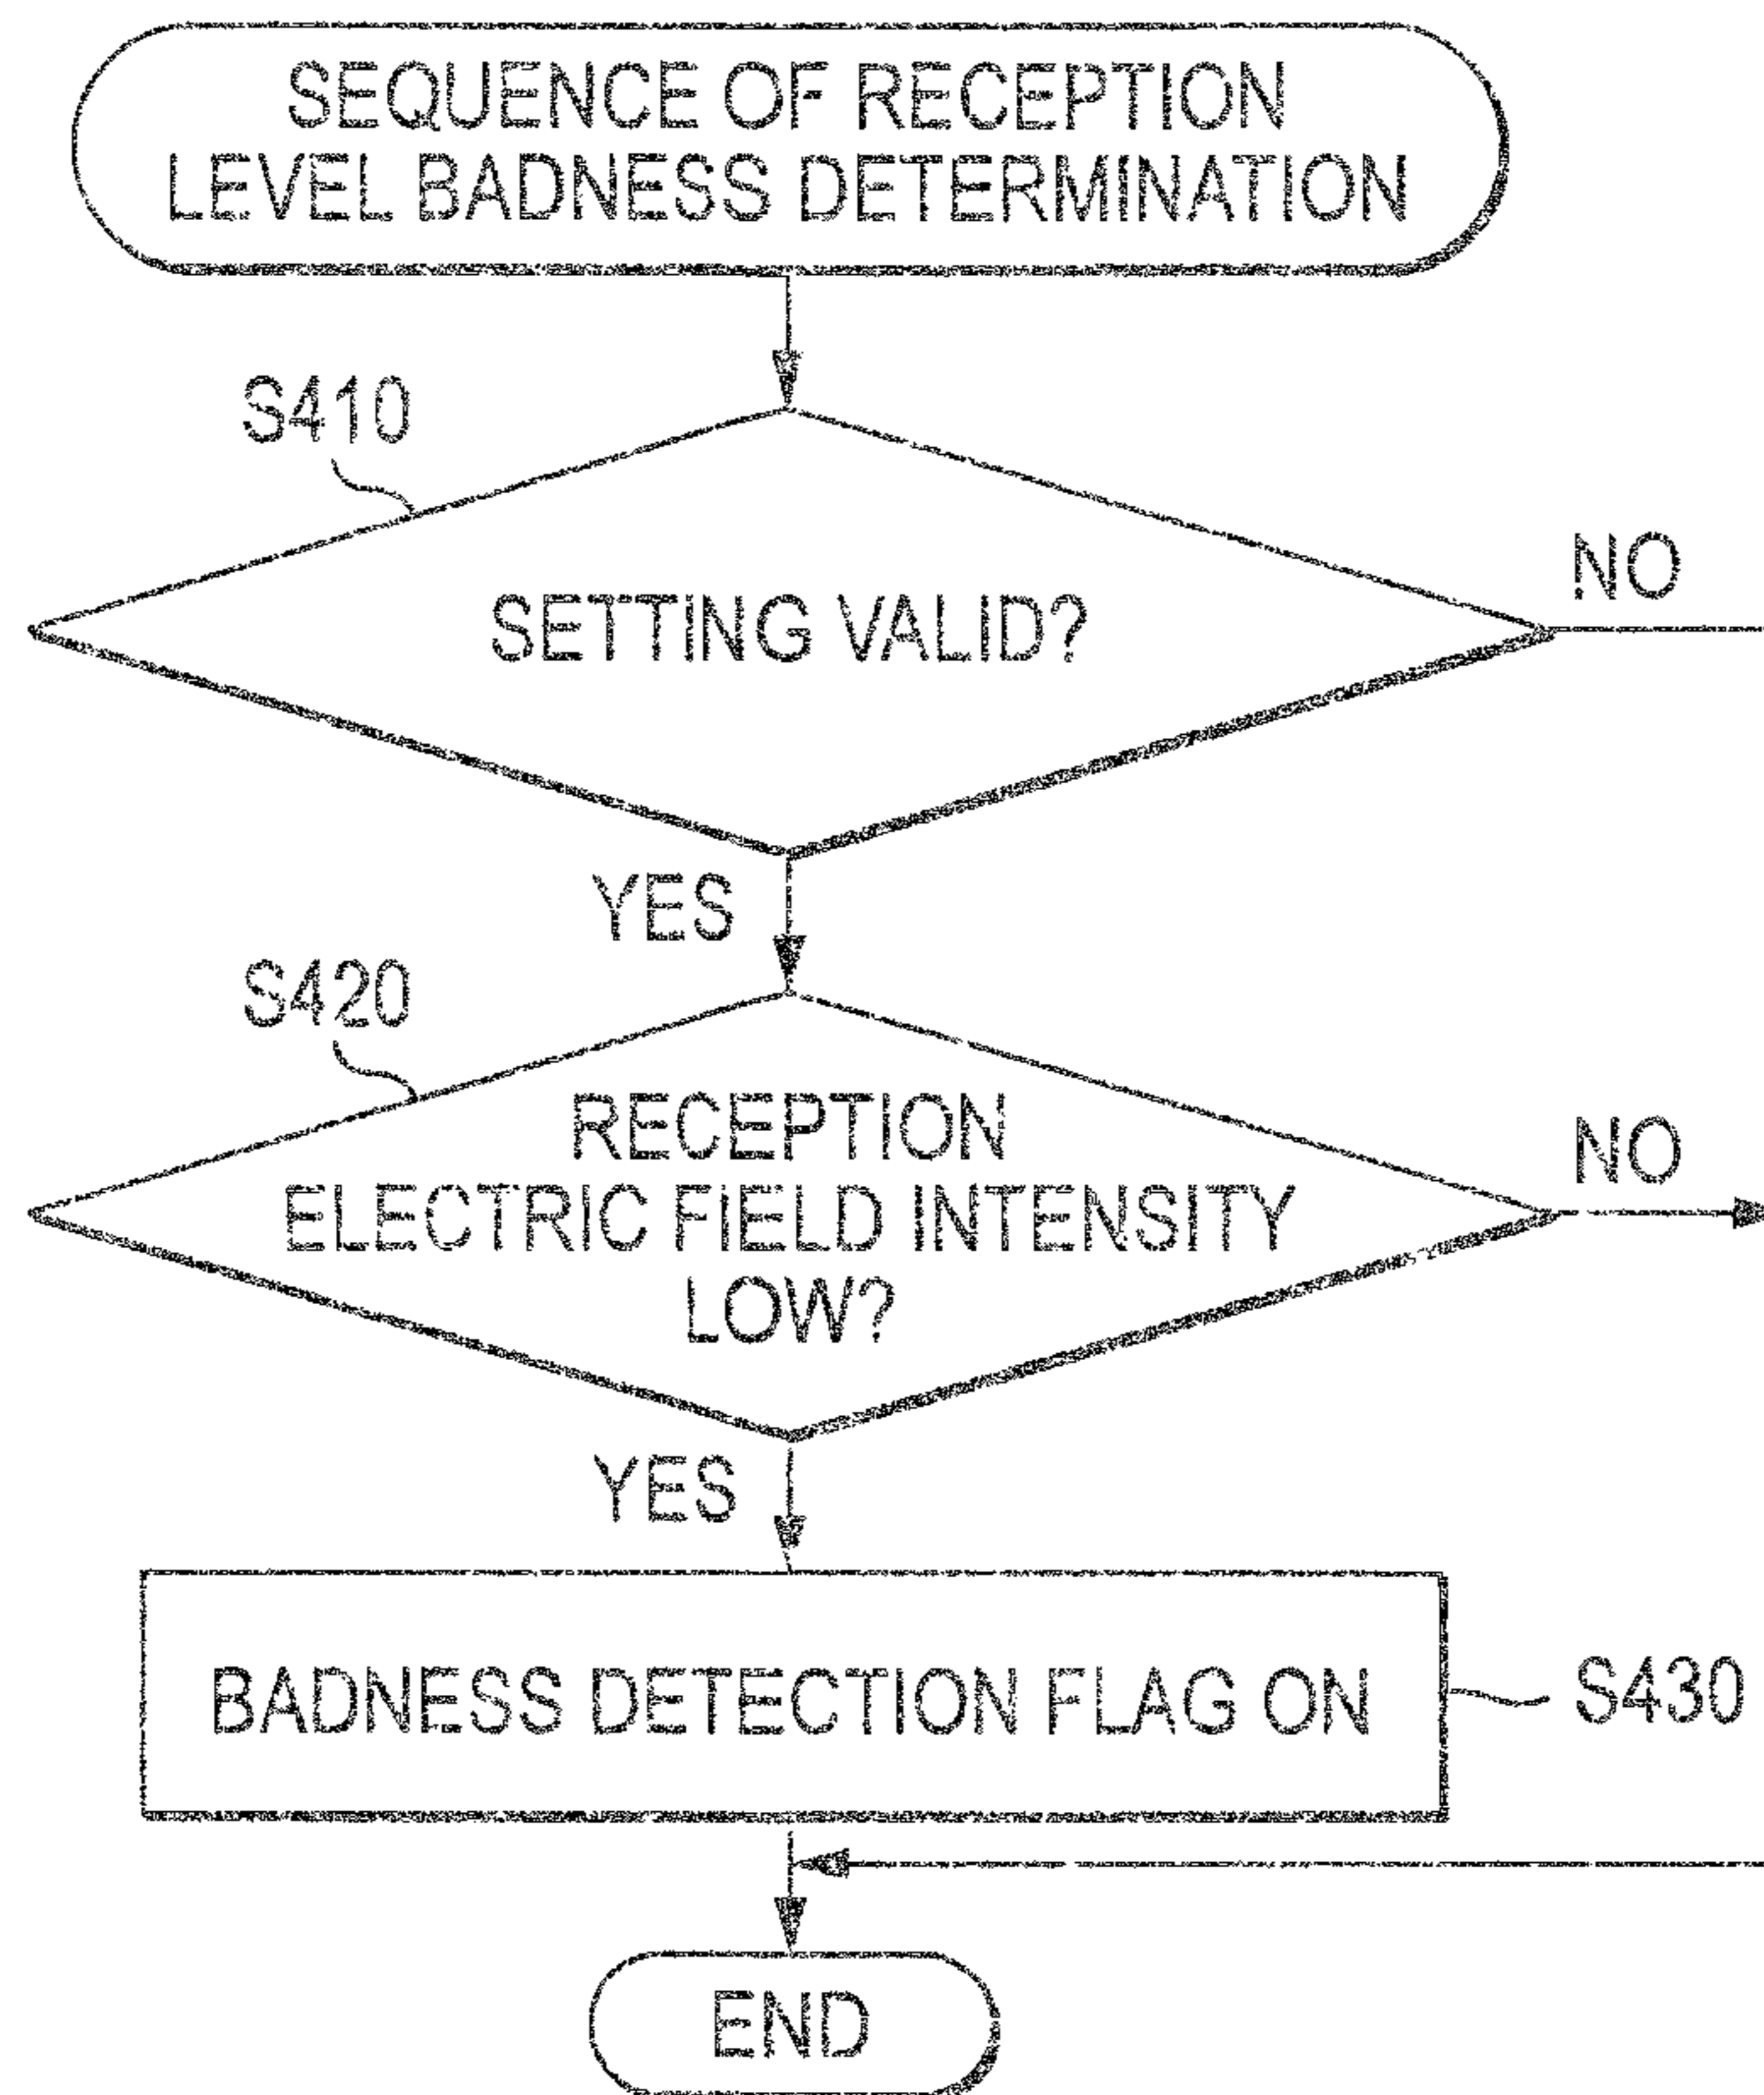 SEQUENCE OF RECEPTION
LEVEL BADNESS DETERMINATION
S410
NO
SETTING VALID?
YES
S420
RECEPTION
ELECTRIC FIELD INTENSITY
LOW?
NO
YES
BADNESS DETECTION FLAG ON
S430
END